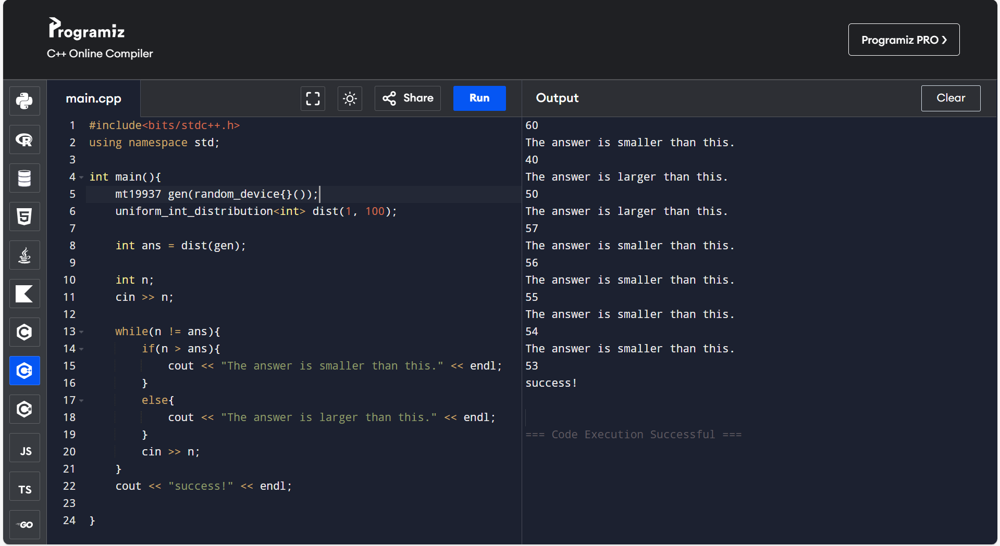 Programiz
C++ Online Compiler
Programiz PRO ❯
main.cpp
Share
Run
Output
Clear
1 #include<bits/stdc++.h>
2 using namespace std;
3
4 int main(){
5     mt19937 gen(random_device{}());
6     uniform_int_distribution<int> dist(1, 100);
7
8     int ans = dist(gen);
9
10     int n;
11     cin >> n;
12
13     while(n != ans){
14         if(n > ans){
15             cout << "The answer is smaller than this." << endl;
16         }
17         else{
18             cout << "The answer is larger than this." << endl;
19         }
20         cin >> n;
21     }
22     cout << "success!" << endl;
23
24 }
60
The answer is smaller than this.
40
The answer is larger than this.
50
The answer is larger than this.
57
The answer is smaller than this.
56
The answer is smaller than this.
55
The answer is smaller than this.
54
The answer is smaller than this.
53
success!
=== Code Execution Successful ===
R
5
C
C++
C#
JS
TS
GO